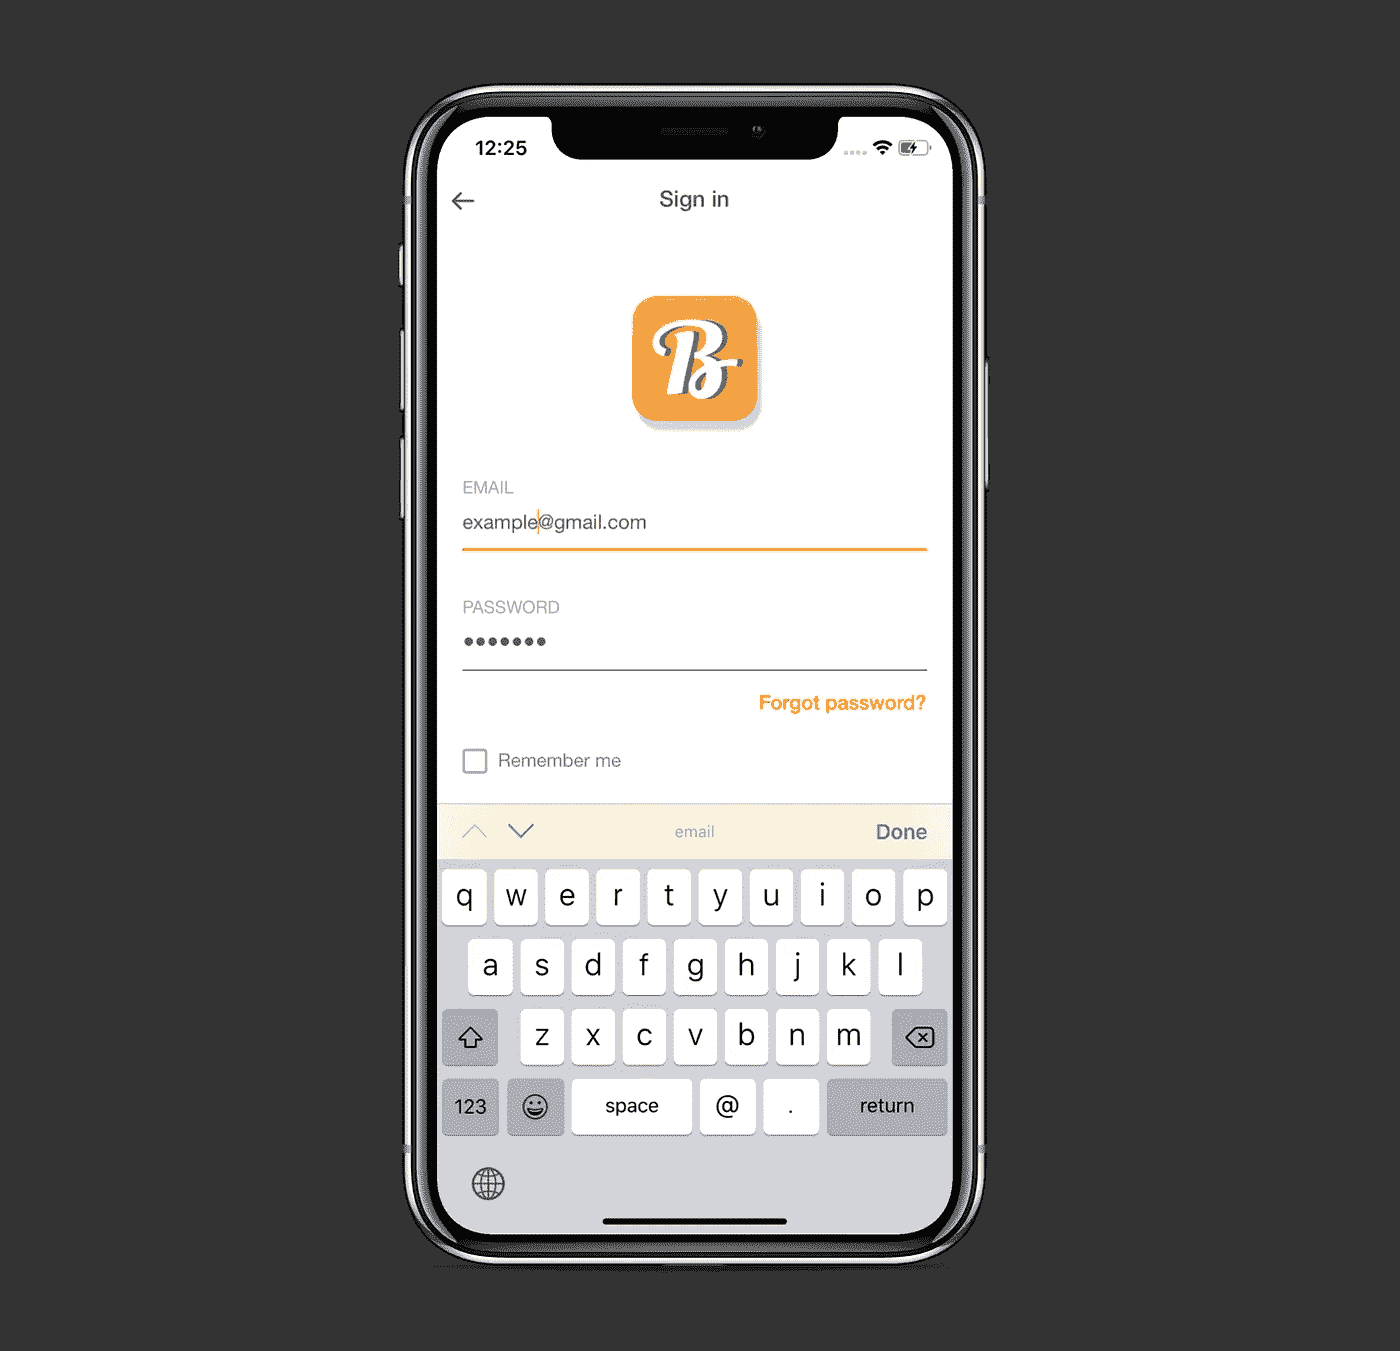 12:25
Sign in
B
EMAIL
example@gmail.com
PASSWORD
•••••••
Forgot password?
Remember me
email Done
q w e r t y u i o p
a s d f g h j k l
z x c v b n m
123 space @ . return